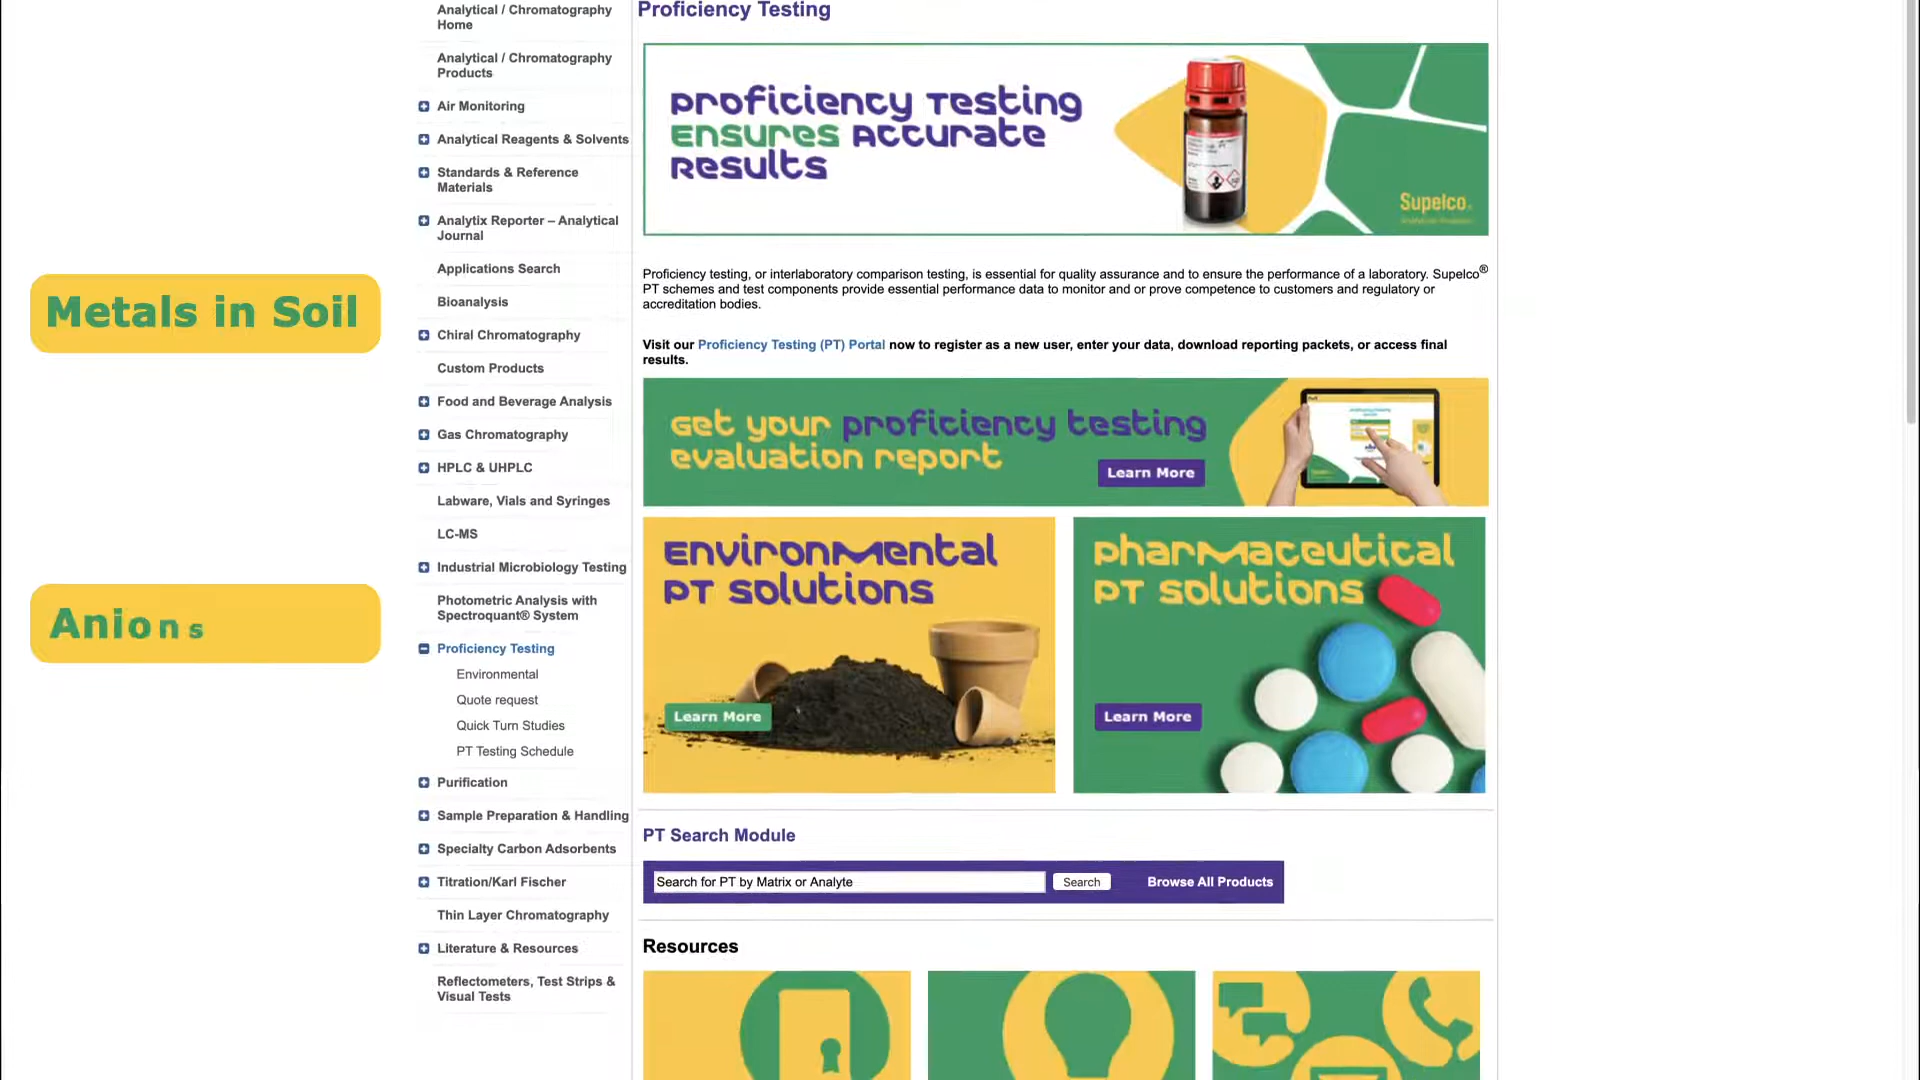 Analytical / Chromatography
Home
Analytical / Chromatography
Products
Air Monitoring
Analytical Reagents & Solvents
Standards & Reference
Materials
Analytix Reporter – Analytical
Journal
Applications Search
Bioanalysis
Chiral Chromatography
Custom Products
Food and Beverage Analysis
Gas Chromatography
HPLC & UHPLC
Labware, Vials and Syringes
LC-MS
Industrial Microbiology Testing
Photometric Analysis with
Spectroquant® System
Proficiency Testing
Environmental
Quote request
Quick Turn Studies
PT Testing Schedule
Purification
Sample Preparation & Handling
Specialty Carbon Adsorbents
Titration/Karl Fischer
Thin Layer Chromatography
Literature & Resources
Reflectometers, Test Strips &
Visual Tests
Metals in Soil
Anions
Proficiency Testing
Proficiency Testing
Ensures Accurate
Results
Supelco®
Proficiency testing, or interlaboratory comparison testing, is essential for quality assurance and to ensure the performance of a laboratory. Supelco®
PT schemes and test components provide essential performance data to monitor and or prove competence to customers and regulatory or
accreditation bodies.
Visit our Proficiency Testing (PT) Portal now to register as a new user, enter your data, download reporting packets, or access final
results.
Get your proficiency testing
evaluation report
Learn More
Environmental
PT Solutions
Learn More
Pharmaceutical
PT Solutions
Learn More
PT Search Module
Search for PT by Matrix or Analyte
Search
Browse All Products
Resources